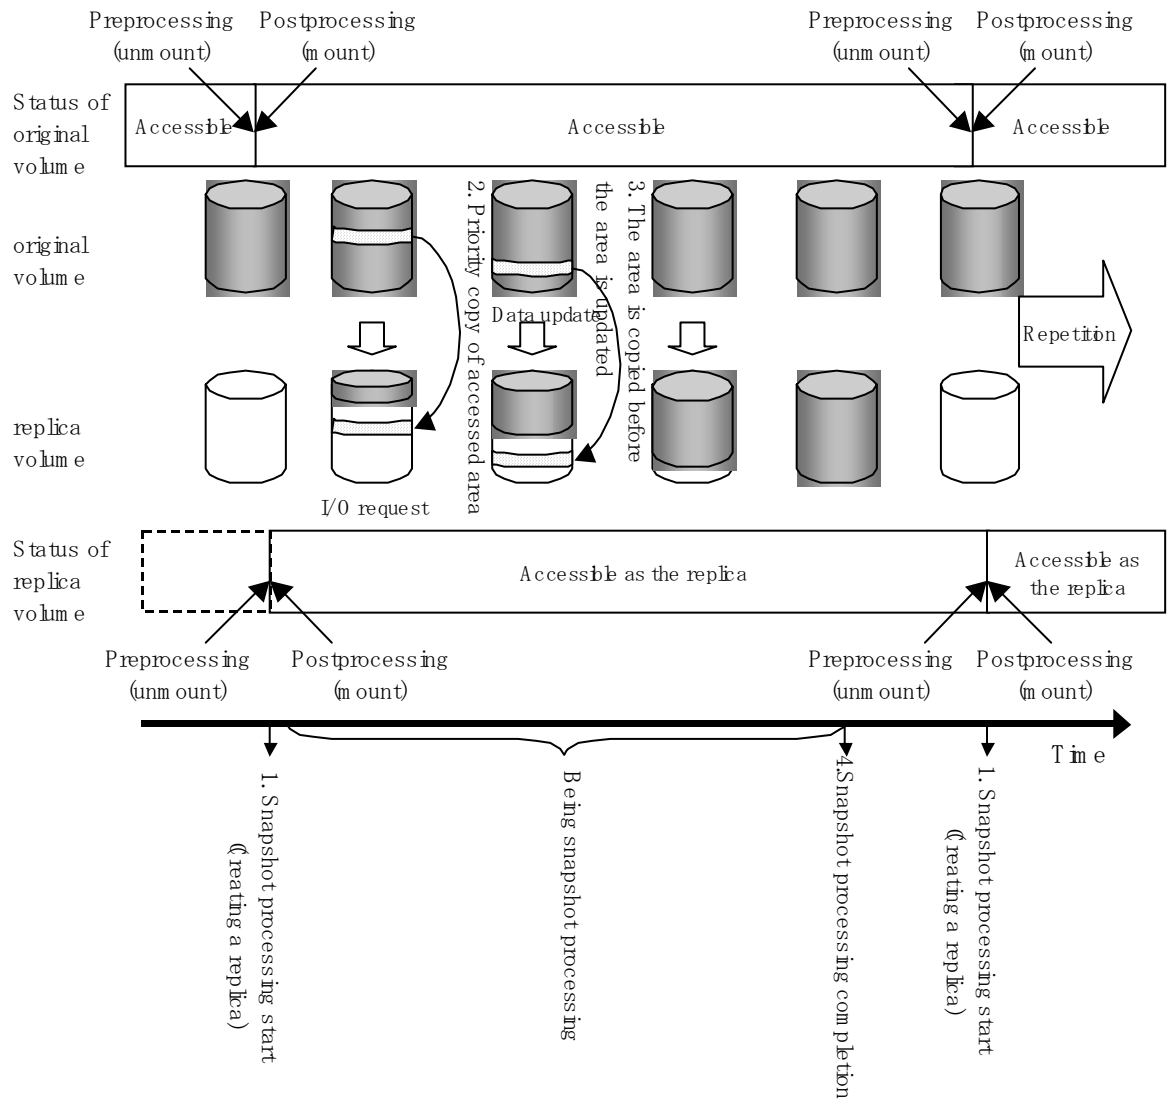 Preprocessing
(unmount)
Postprocessing
(mount)
Preprocessing
(unmount)
Postprocessing
(mount)
Status of
original
volume
Accessible
Accessible
Accessible
original
volume
2. Priority copy of accessed area
3. The area is copied before
the area is updated
Data update
Repetition
replica
volume
I/O request
Status of
replica
volume
Accessible as the replica
Accessible as
the replica
Preprocessing
(unmount)
Postprocessing
(mount)
Preprocessing
(unmount)
Postprocessing
(mount)
Time
1. Snapshot processing start
(Creating a replica)
Being snapshot processing
4.Snapshot processing completion
1. Snapshot processing start
(Creating a replica)